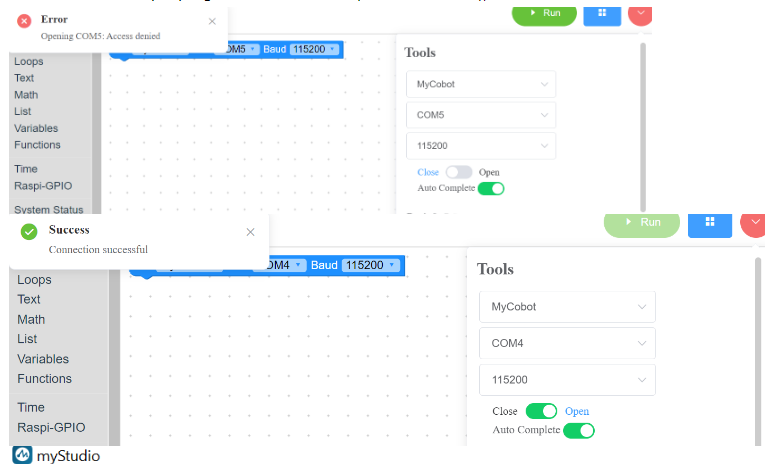 Error
Opening COM5: Access denied
Run
OM5 Baud 115200
Loops
Text
Math
List
Variables
Functions
Time
Raspi-GPIO
System Status
Tools
MyCobot
COM5
115200
Close Open
Auto Complete
Success
Connection successful
Run
OM4 Baud 115200
Loops
Text
Math
List
Variables
Functions
Time
Raspi-GPIO
Tools
MyCobot
COM4
115200
Close Open
Auto Complete
myStudio